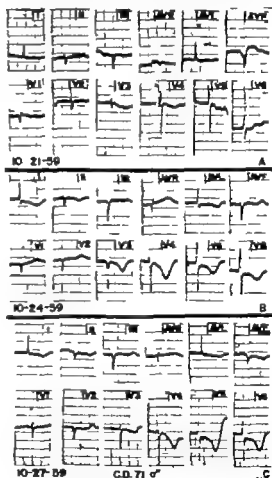 I II III AVR AVL AVF
V1 V2 V3 V4 V5 V6
10-21-59 A
I II III AVR AVL AVF
V1 V2 V3 V4 V5 V6
10-24-59 B
I II III AVR AVL AVF
V1 V2 V3 V4 V5 V6
10-27-59 C.D. 71 ♂ C